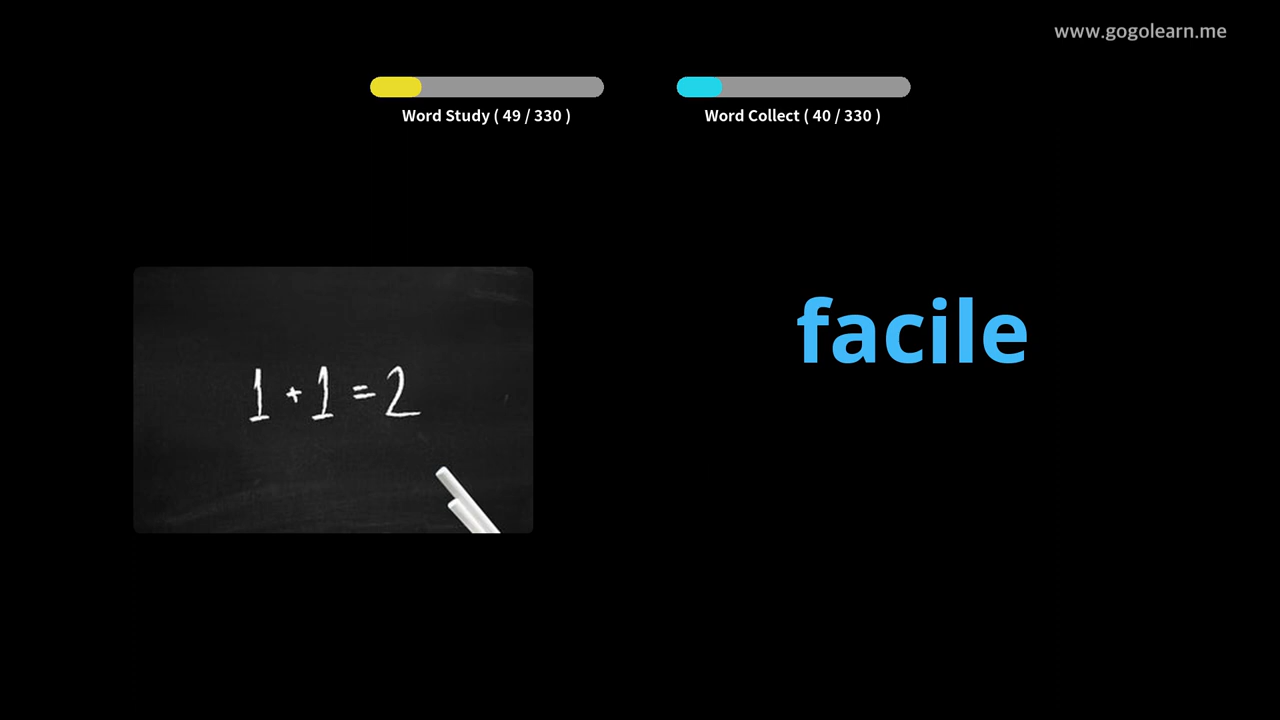 www.gogolearn.me
Word Study ( 49 / 330 )
Word Collect ( 40 / 330 )
1 + 1 = 2
facile